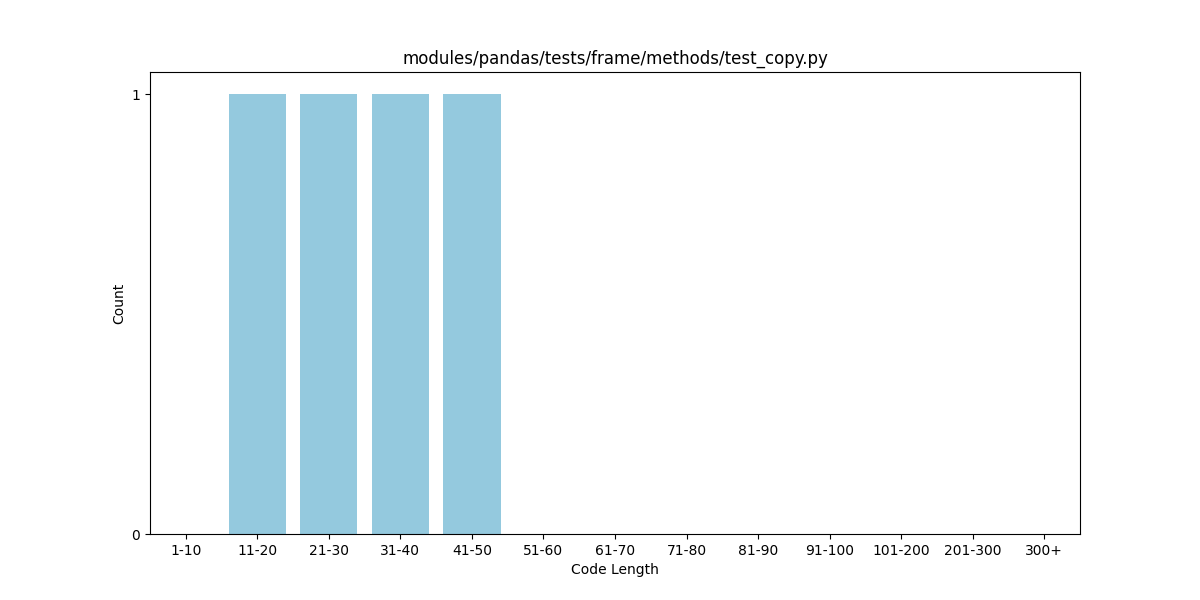 modules/pandas/tests/frame/methods/test_copy.py
1
Count
0
1-10 11-20 21-30 31-40 41-50 51-60 61-70 71-80 81-90 91-100 101-200 201-300 300+
Code Length